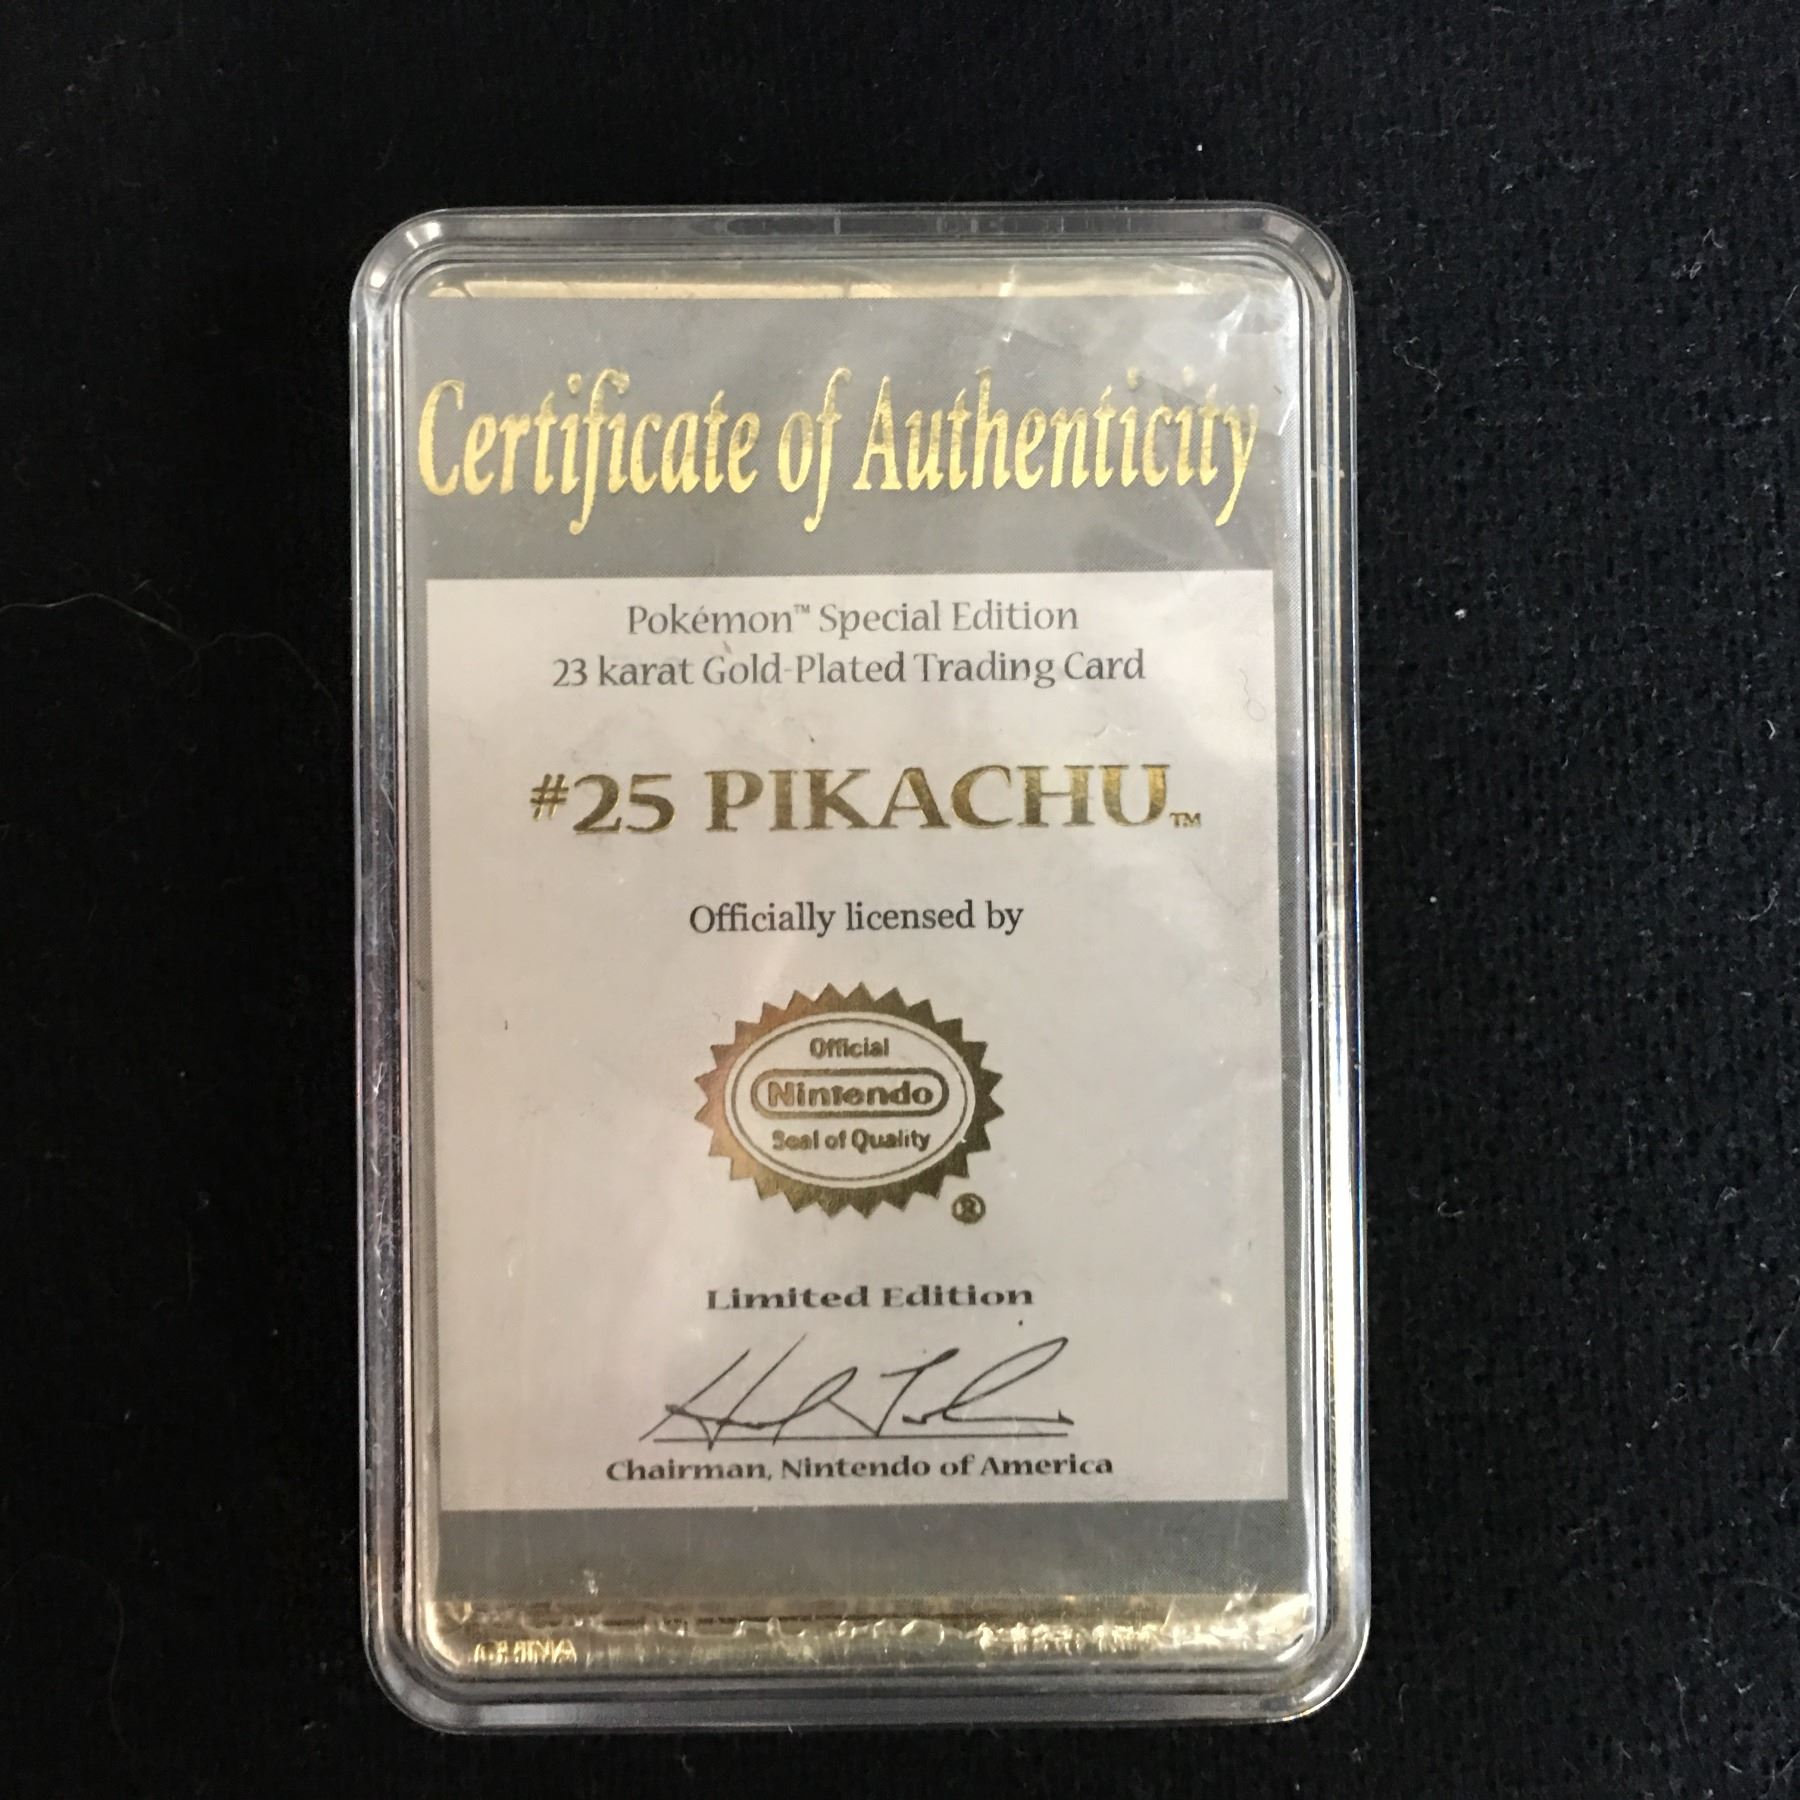 Certificate of Authenticity
Pokémon™ Special Edition
23 karat Gold-Plated Trading Card
#25 PIKACHU™
Officially licensed by
Official
Nintendo
Seal of Quality
®
Limited Edition
Chairman, Nintendo of America
CHINA